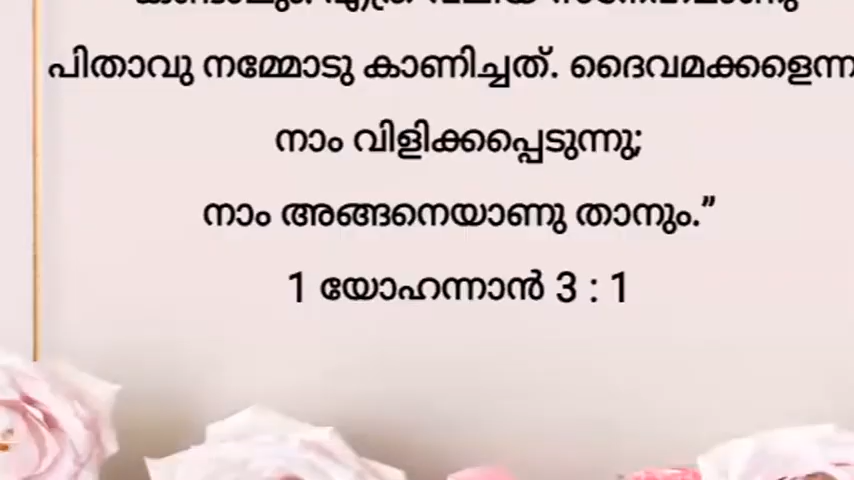 പിതാവു നമ്മോടു കാണിച്ചത്. ദൈവമക്കളെന്ന
നാം വിളിക്കപ്പെടുന്നു;
നാം അങ്ങനെയാണു താനും.”
1 യോഹന്നാൻ 3 : 1